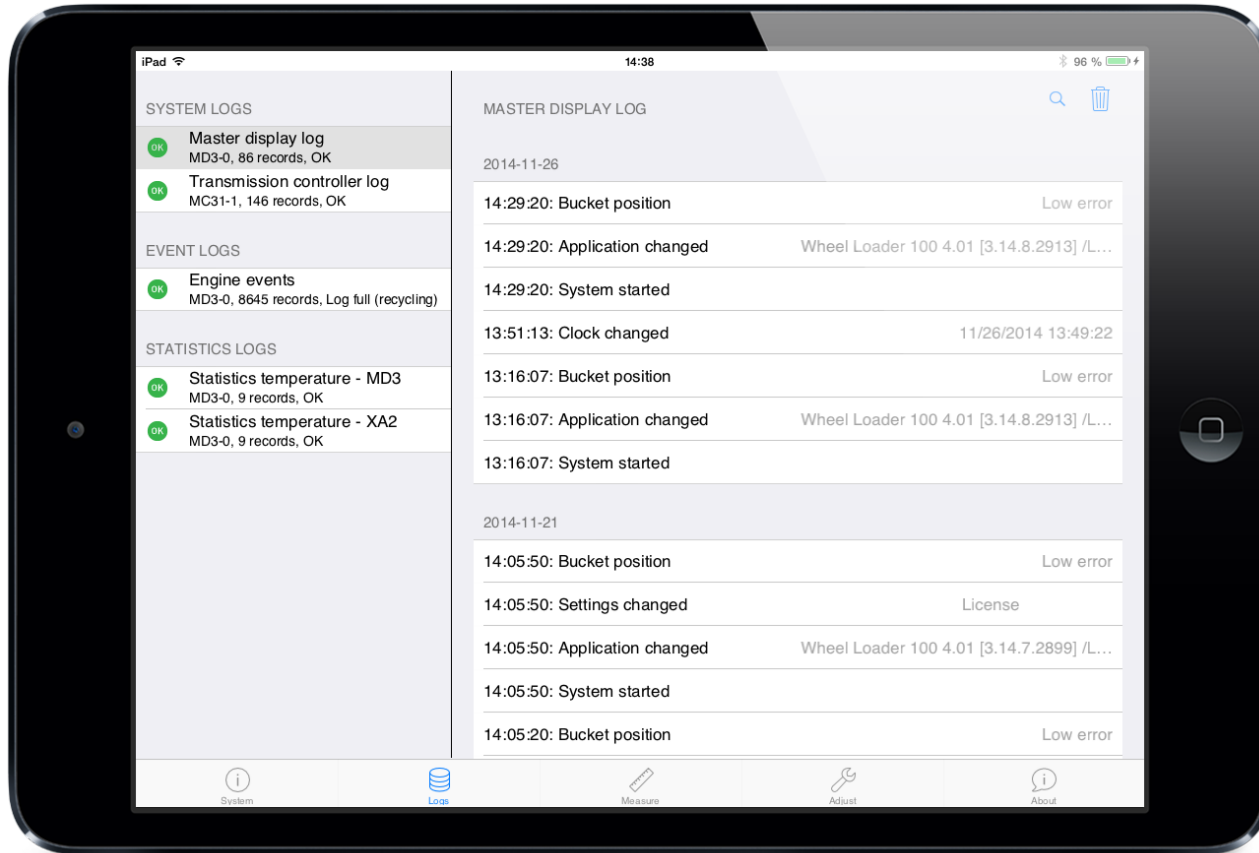 iPad 14:38 96 %
SYSTEM LOGS
OK
Master display log
MD3-0, 86 records, OK
OK
Transmission controller log
MC31-1, 146 records, OK
EVENT LOGS
OK
Engine events
MD3-0, 8645 records, Log full (recycling)
STATISTICS LOGS
OK
Statistics temperature - MD3
MD3-0, 9 records, OK
OK
Statistics temperature - XA2
MD3-0, 9 records, OK
MASTER DISPLAY LOG
2014-11-26
14:29:20: Bucket position Low error
14:29:20: Application changed Wheel Loader 100 4.01 [3.14.8.2913] /L...
14:29:20: System started
13:51:13: Clock changed 11/26/2014 13:49:22
13:16:07: Bucket position Low error
13:16:07: Application changed Wheel Loader 100 4.01 [3.14.8.2913] /L...
13:16:07: System started
2014-11-21
14:05:50: Bucket position Low error
14:05:50: Settings changed License
14:05:50: Application changed Wheel Loader 100 4.01 [3.14.7.2899] /L...
14:05:50: System started
14:05:20: Bucket position Low error
System Logs Measure Adjust About